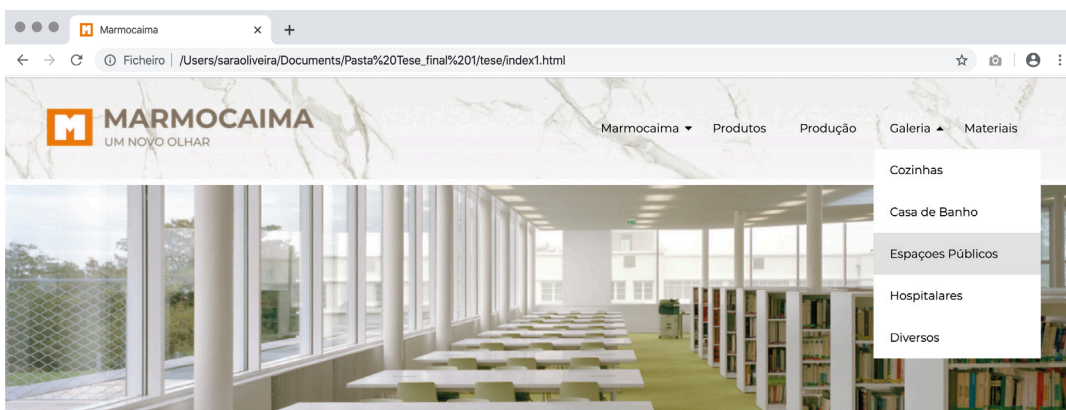 Marmocaima
Ficheiro | /Users/saraoliveira/Documents/Pasta%20Tese_final%201/tese/index1.html
MARMOCAIMA
UM NOVO OLHAR
Marmocaima Produtos Produção Galeria Materiais
Cozinhas
Casa de Banho
Espaçoes Públicos
Hospitalares
Diversos